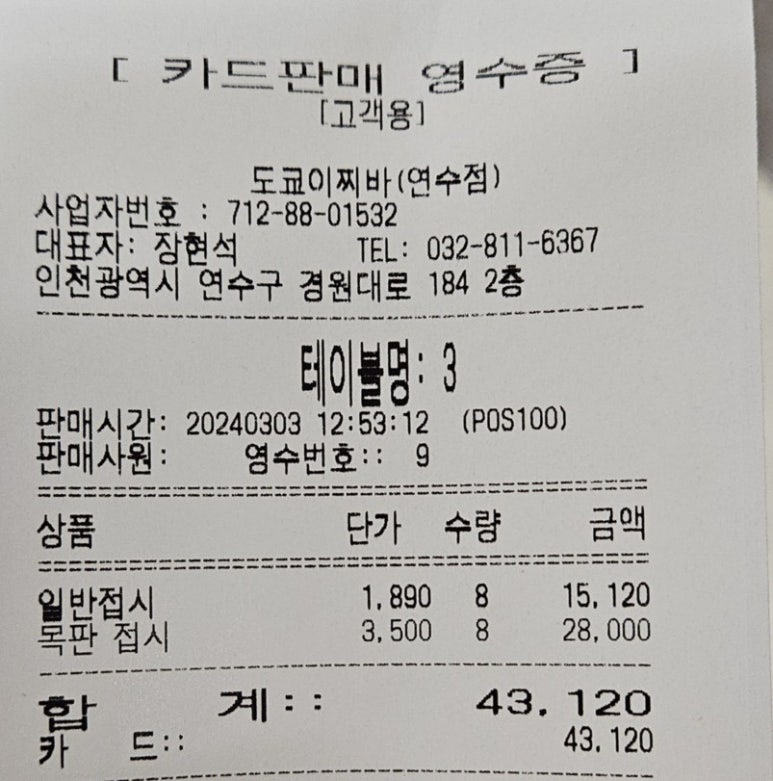 [ 카드판매 영수증 ]
[고객용]
도쿄이찌바(연수점)
사업자번호 : 712-88-01532
대표자: 장현석 TEL: 032-811-6367
인천광역시 연수구 경원대로 184 2층
테이블명: 3
판매시간: 20240303 12:53:12 (POS100)
판매사원: 영수번호:: 9
상품 단가 수량 금액
일반접시 1,890 8 15,120
목판 접시 3,500 8 28,000
합 계:: 43,120
카 드:: 43,120